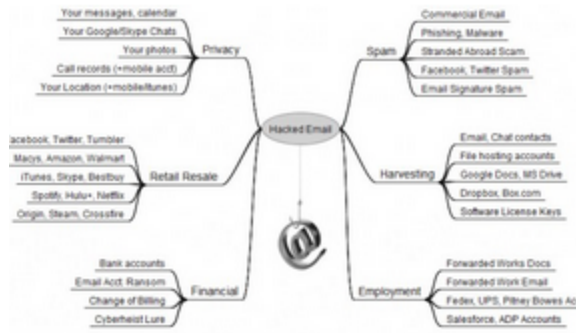 Your messages, calendar
Your Google/Skype Chats
Your photos
Call records (+mobile acct)
Your Location (+mobile/itunes)
Privacy
acebook, Twitter, Tumbler
Macys, Amazon, Walmart
iTunes, Skype, Bestbuy
Spotify, Hulu+, Netflix
Origin, Steam, Crossfire
Retail Resale
Bank accounts
Email Acct. Ransom
Change of Billing
Cyberheist Lure
Financial
Hacked Email
@
Spam
Commercial Email
Phishing, Malware
Stranded Abroad Scam
Facebook, Twitter Spam
Email Signature Spam
Harvesting
Email, Chat contacts
File hosting accounts
Google Docs, MS Drive
Dropbox, Box.com
Software License Keys
Employment
Forwarded Works Docs
Forwarded Work Email
Fedex, UPS, Pitney Bowes Ac
Salesforce, ADP Accounts